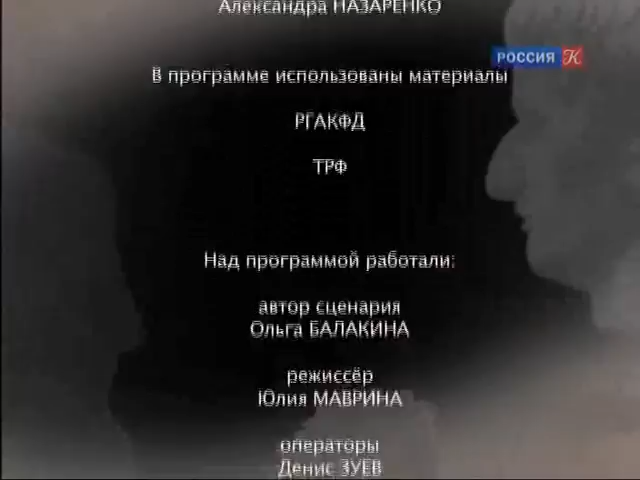 Александра НАЗАРЕНКО
РОССИЯ К
В программе использованы материалы
РГАКФД
ТРФ
Над программой работали:
автор сценария
Ольга БАЛАКИНА
режиссёр
Юлия МАВРИНА
операторы
Денис ЗУЕВ